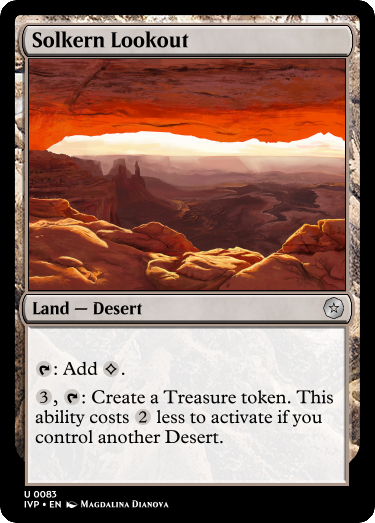 Solkern Lookout
Land — Desert
{T}: Add {C}.
{3}, {T}: Create a Treasure token. This
ability costs {2} less to activate if you
control another Desert.
U 0083
IVP • EN Magdalina Dianova